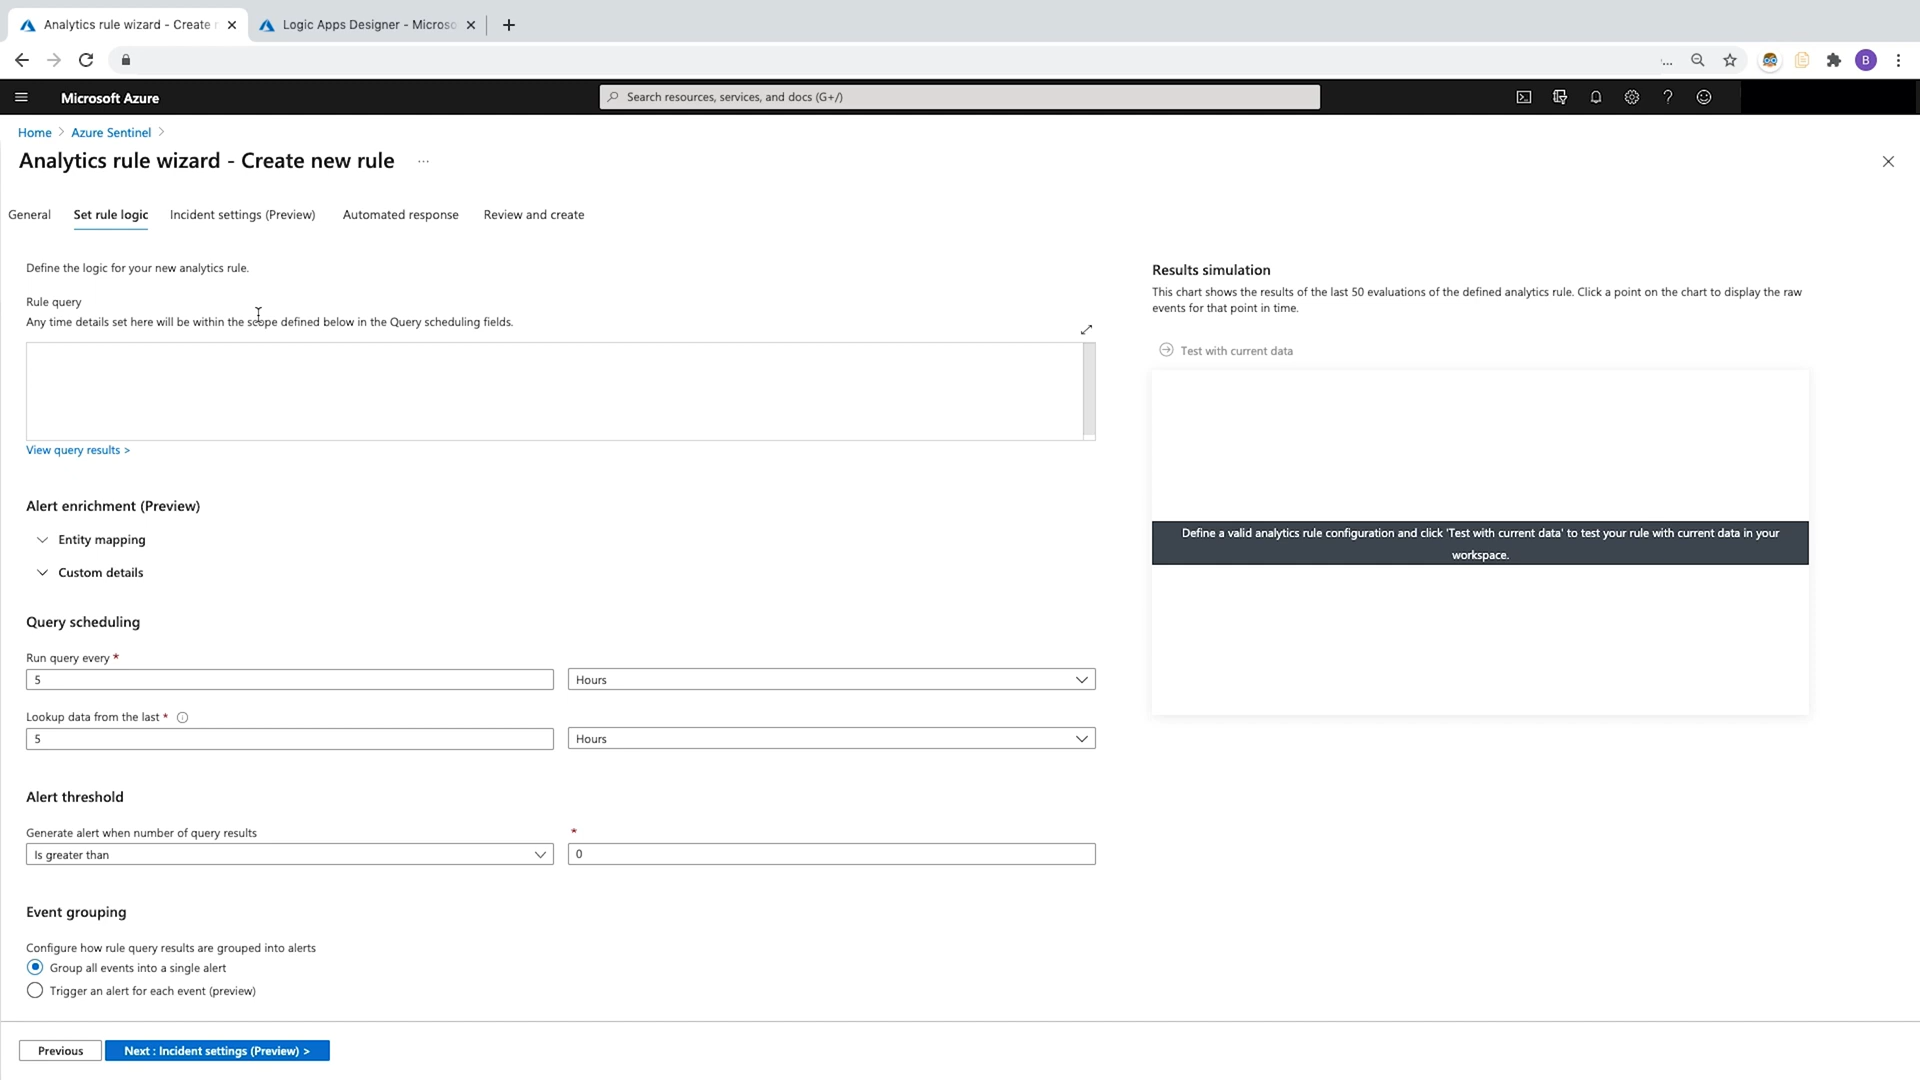 Analytics rule wizard - Create r
Logic Apps Designer - Microso
B
Microsoft Azure
Search resources, services, and docs (G+/)
Home > Azure Sentinel >
Analytics rule wizard - Create new rule ...
General Set rule logic Incident settings (Preview) Automated response Review and create
Define the logic for your new analytics rule.
Rule query
Any time details set here will be within the scope defined below in the Query scheduling fields.
View query results >
Alert enrichment (Preview)
Entity mapping
Custom details
Query scheduling
Run query every *
5 Hours
Lookup data from the last *
5 Hours
Alert threshold
Generate alert when number of query results *
Is greater than 0
Event grouping
Configure how rule query results are grouped into alerts
Group all events into a single alert
Trigger an alert for each event (preview)
Results simulation
This chart shows the results of the last 50 evaluations of the defined analytics rule. Click a point on the chart to display the raw
events for that point in time.
Test with current data
Define a valid analytics rule configuration and click 'Test with current data' to test your rule with current data in your
workspace.
Previous Next : Incident settings (Preview) >